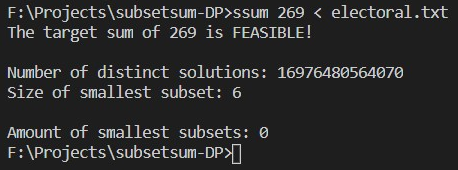 F:\Projects\subsetsum-DP>ssum 269 < electoral.txt
The target sum of 269 is FEASIBLE!
Number of distinct solutions: 16976480564070
Size of smallest subset: 6
Amount of smallest subsets: 0
F:\Projects\subsetsum-DP>